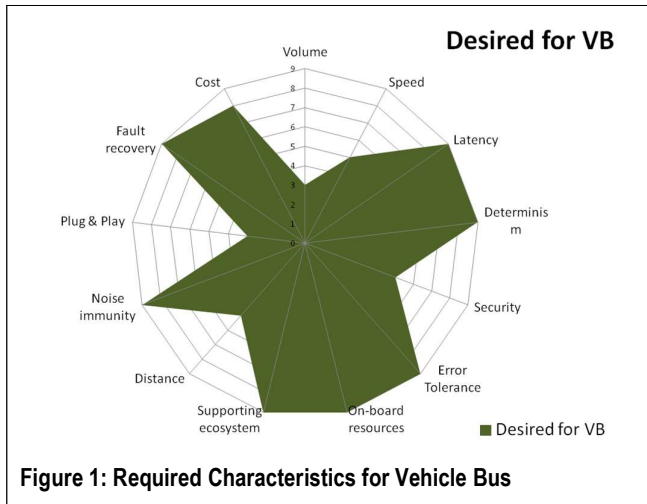 Desired for VB
Volume
Speed
Latency
Determinis
m
Security
Error
Tolerance
On-board
resources
Supporting
ecosystem
Distance
Noise
immunity
Plug & Play
Fault
recovery
Cost
9
8
7
6
5
4
3
2
1
0
Desired for VB
Figure 1: Required Characteristics for Vehicle Bus